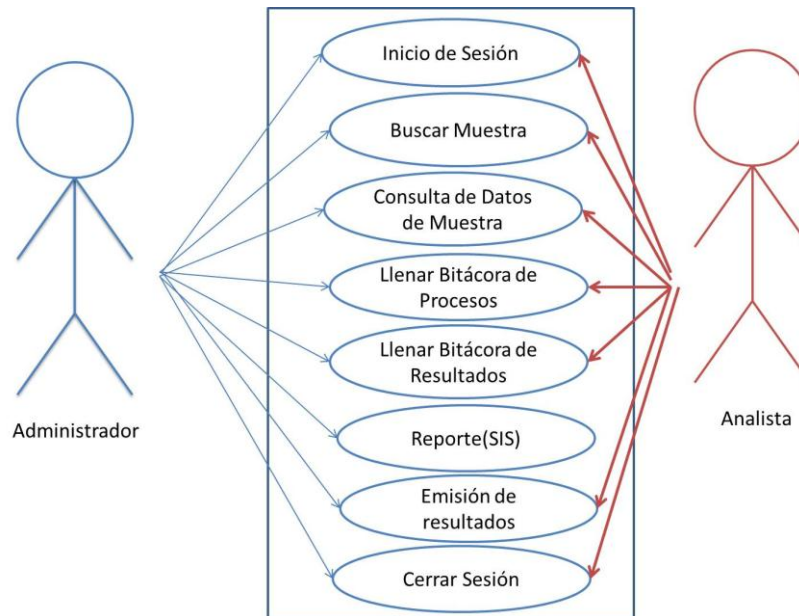 Inicio de Sesión
Buscar Muestra
Consulta de Datos
de Muestra
Llenar Bitácora de
Procesos
Llenar Bitácora de
Resultados
Administrador
Analista
Reporte(SIS)
Emisión de
resultados
Cerrar Sesión